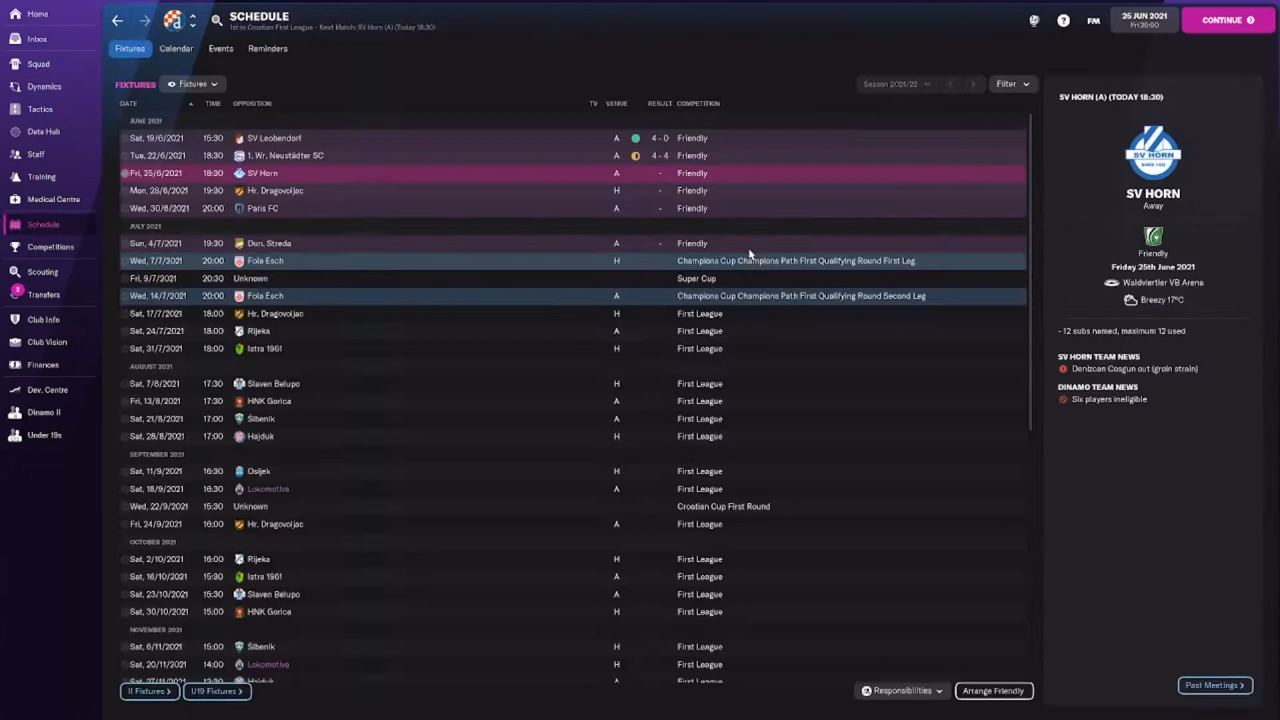 Home
Inbox
Squad
Dynamics
Tactics
Data Hub
Staff
Training
Medical Centre
Schedule
Competitions
Scouting
3
Transfers
Club Info
Club Vision
Finances
Dev. Centre
Dinamo II
Under 19s
SCHEDULE
1st in Croatian First League - Next Match: SV Horn (A) (Today 18:30)
FM
25 JUN 2021
CONTINUE
Fixtures Calendar Events Reminders
FIXTURES Fixtures Season 2021/22 Filter
DATE TIME OPPOSITION TV VENUE RESULT COMPETITION
JUNE 2021
Sat, 19/6/2021 15:30 SV Leobendorf A 4 - 0 Friendly
Tue, 22/6/2021 18:30 1. Wr. Neustädter SC A 4 - 4 Friendly
Fri, 25/6/2021 18:30 SV Horn A - Friendly
Mon, 28/6/2021 19:30 Hr. Dragovoljac H - Friendly
Wed, 30/6/2021 20:00 Paris FC A - Friendly
JULY 2021
Sun, 4/7/2021 19:30 Dun. Streda A - Friendly
Wed, 7/7/2021 20:00 Fola Esch H Champions Cup Champions Path First Qualifying Round First Leg
Fri, 9/7/2021 20:30 Unknown Super Cup
Wed, 14/7/2021 20:00 Fola Esch A Champions Cup Champions Path First Qualifying Round Second Leg
Sat, 17/7/2021 18:00 Hr. Dragovoljac H First League
Sat, 24/7/2021 18:00 Rijeka A First League
Sat, 31/7/2021 18:00 Istra 1961 H First League
AUGUST 2021
Sat, 7/8/2021 17:30 Slaven Belupo H First League
Fri, 13/8/2021 17:30 HNK Gorica A First League
Sat, 21/8/2021 17:00 Šibenik A First League
Sat, 28/8/2021 17:00 Hajduk H First League
SEPTEMBER 2021
Sat, 11/9/2021 16:30 Osijek H First League
Sat, 18/9/2021 16:30 Lokomotiva A First League
Wed, 22/9/2021 15:30 Unknown Croatian Cup First Round
Fri, 24/9/2021 16:00 Hr. Dragovoljac A First League
OCTOBER 2021
Sat, 2/10/2021 16:00 Rijeka H First League
Sat, 16/10/2021 15:30 Istra 1961 A First League
Sat, 23/10/2021 15:30 Slaven Belupo A First League
Sat, 30/10/2021 15:00 HNK Gorica H First League
NOVEMBER 2021
Sat, 6/11/2021 15:00 Šibenik H First League
Sat, 20/11/2021 14:00 Lokomotiva H First League
II Fixtures U19 Fixtures Responsibilities Arrange Friendly
SV HORN (A) (TODAY 18:30)
SV HORN
SV HORN
Away
Friendly
Friday 25th June 2021
Waldviertler VB Arena
Breezy 17°C
- 12 subs named, maximum 12 used
SV HORN TEAM NEWS
Denizcan Cosgun out (groin strain)
DINAMO TEAM NEWS
Six players ineligible
Past Meetings